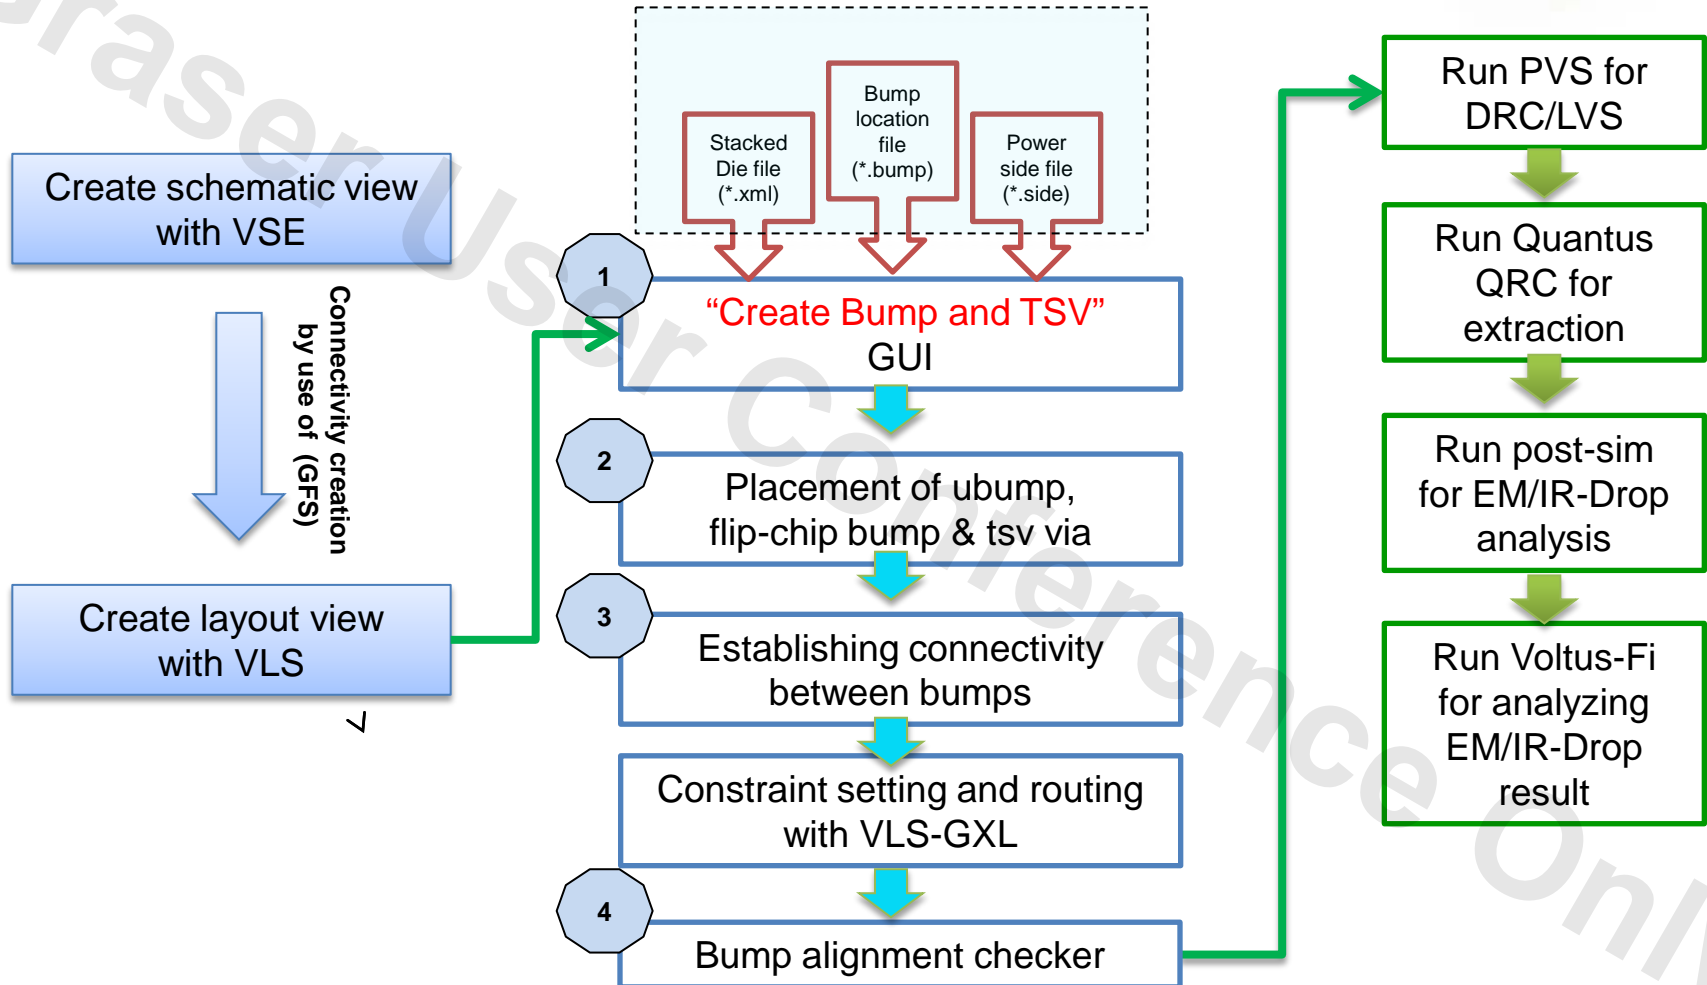 Create schematic view
with VSE
Connectivity creation
by use of (GFS)
Create layout view
with VLS
Stacked
Die file
(*.xml)
Bump
location
file
(*.bump)
Power
side file
(*.side)
1
“Create Bump and TSV”
GUI
2
Placement of ubump,
flip-chip bump & tsv via
3
Establishing connectivity
between bumps
Constraint setting and routing
with VLS-GXL
4
Bump alignment checker
Run PVS for
DRC/LVS
Run Quantus
QRC for
extraction
Run post-sim
for EM/IR-Drop
analysis
Run Voltus-Fi
for analyzing
EM/IR-Drop
result
Graser User Conference Only